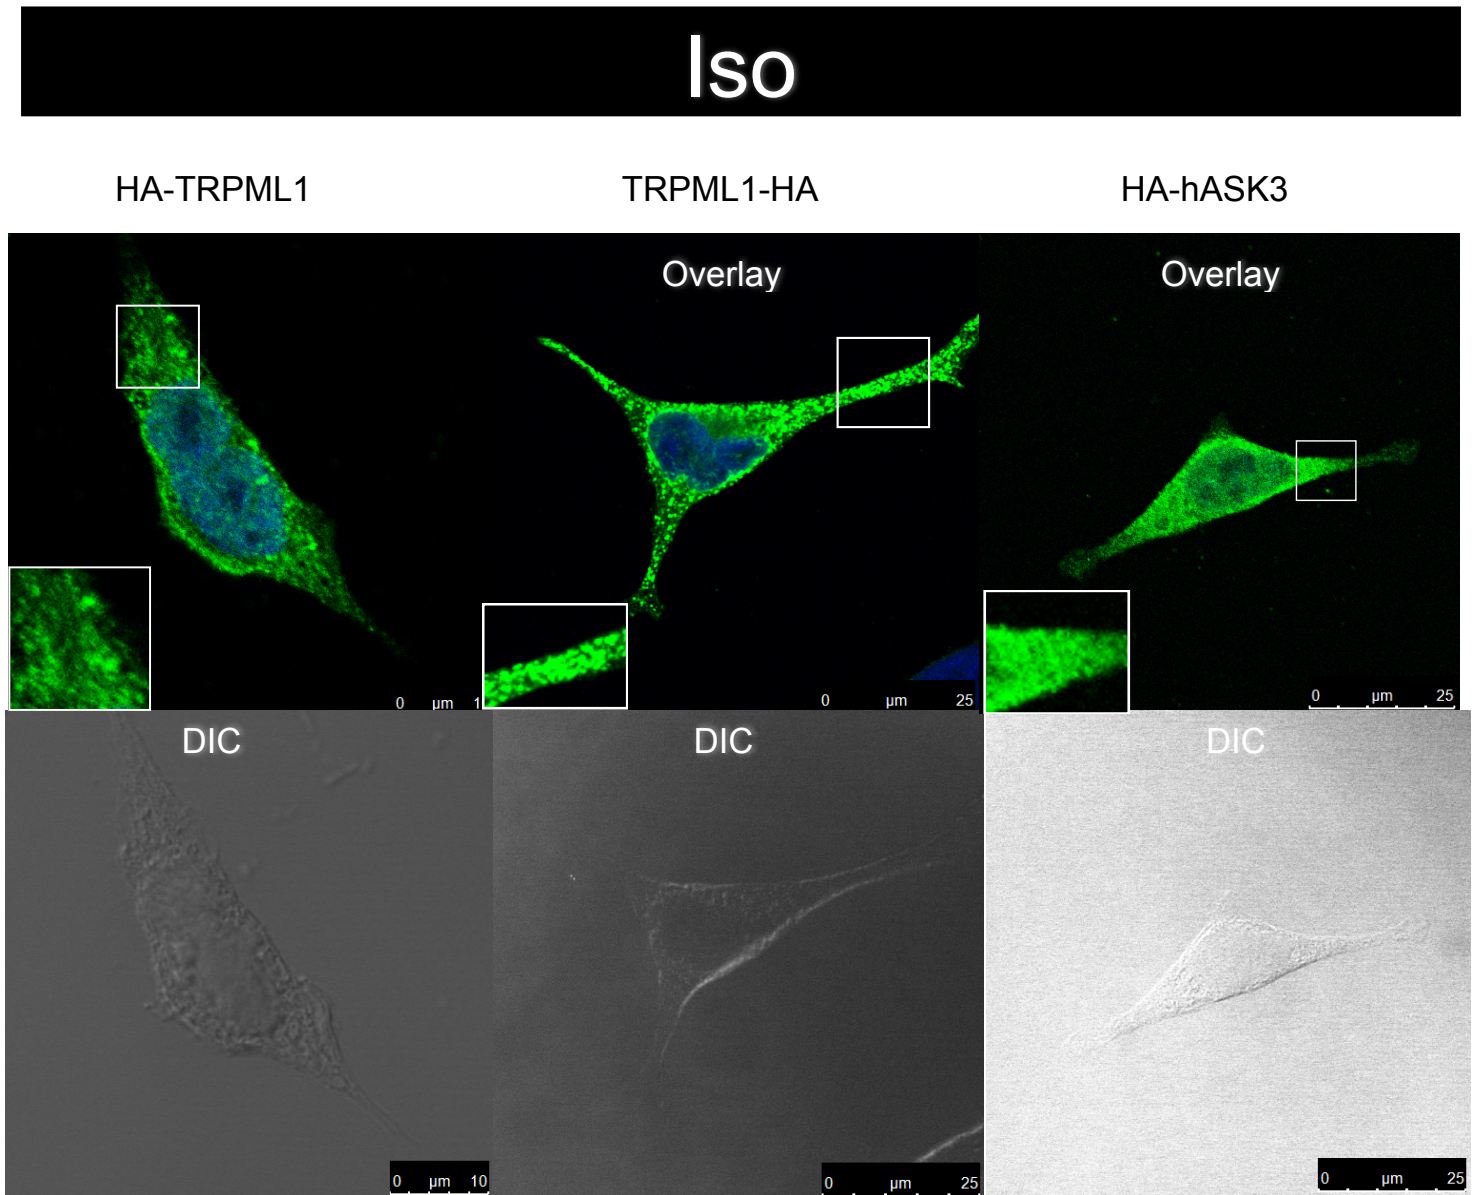 Iso
HA-TRPML1 TRPML1-HA HA-hASK3
Overlay Overlay
0 µm 1 0 µm 25 0 µm 25
DIC DIC DIC
0 µm 10 0 µm 25 0 µm 25